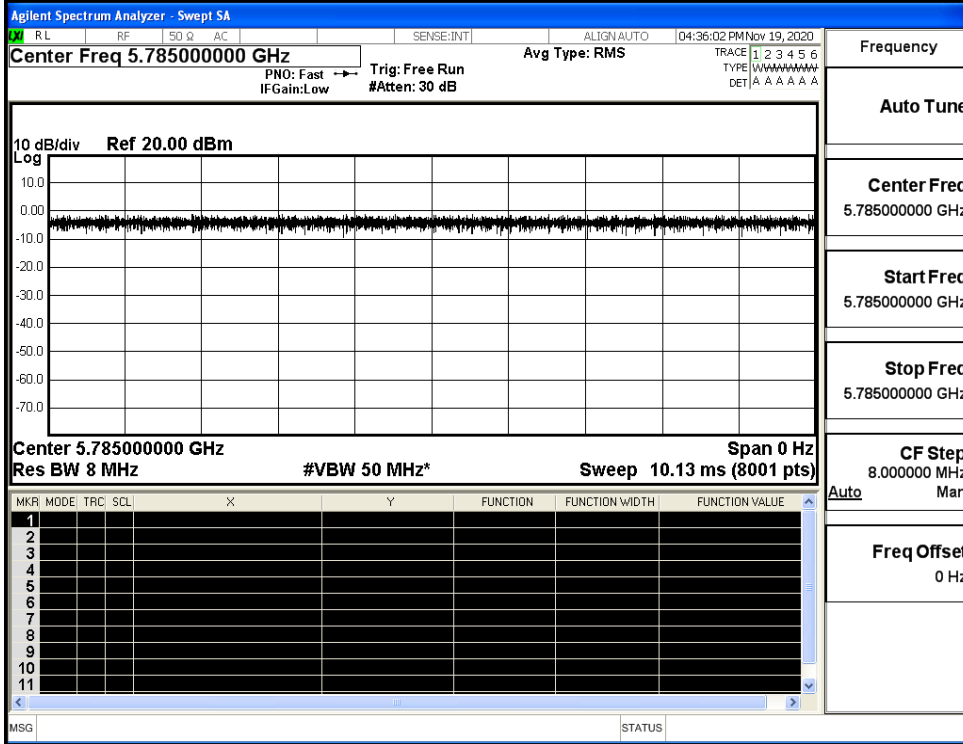 Agilent Spectrum Analyzer - Swept SA
LXI RL RF 50 Ω AC SENSE:INT ALIGN AUTO 04:36:02 PM Nov 19, 2020
Center Freq 5.785000000 GHz Avg Type: RMS TRACE 1 2 3 4 5 6
PNO: Fast Trig: Free Run TYPE WWWWWW
IFGain:Low #Atten: 30 dB DET A A A A A A
10 dB/div Ref 20.00 dBm
Log
10.0
0.00
-10.0
-20.0
-30.0
-40.0
-50.0
-60.0
-70.0
Center 5.785000000 GHz Span 0 Hz
Res BW 8 MHz #VBW 50 MHz* Sweep 10.13 ms (8001 pts)
MKR MODE TRC SCL X Y FUNCTION FUNCTION WIDTH FUNCTION VALUE
1
2
3
4
5
6
7
8
9
10
11
MSG STATUS
Frequency
Auto Tune
Center Freq
5.785000000 GHz
Start Freq
5.785000000 GHz
Stop Freq
5.785000000 GHz
CF Step
8.000000 MHz
Auto Man
Freq Offset
0 Hz